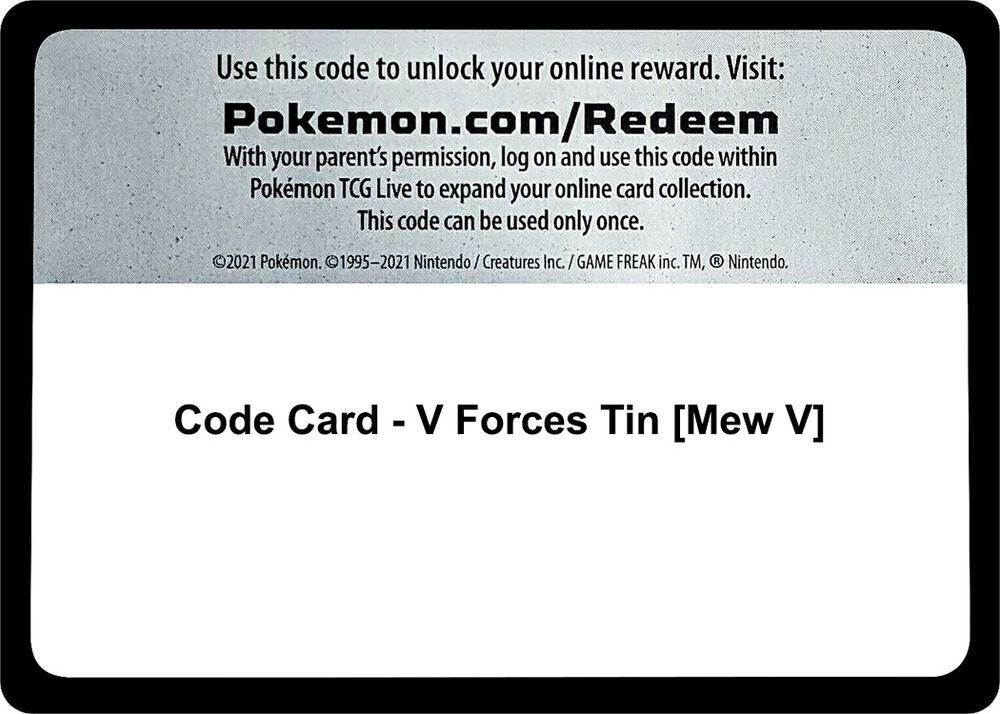 Use this code to unlock your online reward. Visit:
Pokemon.com/Redeem
With your parent's permission, log on and use this code within
Pokémon TCG Live to expand your online card collection.
This code can be used only once.
©2021 Pokémon. ©1995–2021 Nintendo / Creatures Inc. / GAME FREAK inc. TM, ® Nintendo.
Code Card - V Forces Tin [Mew V]